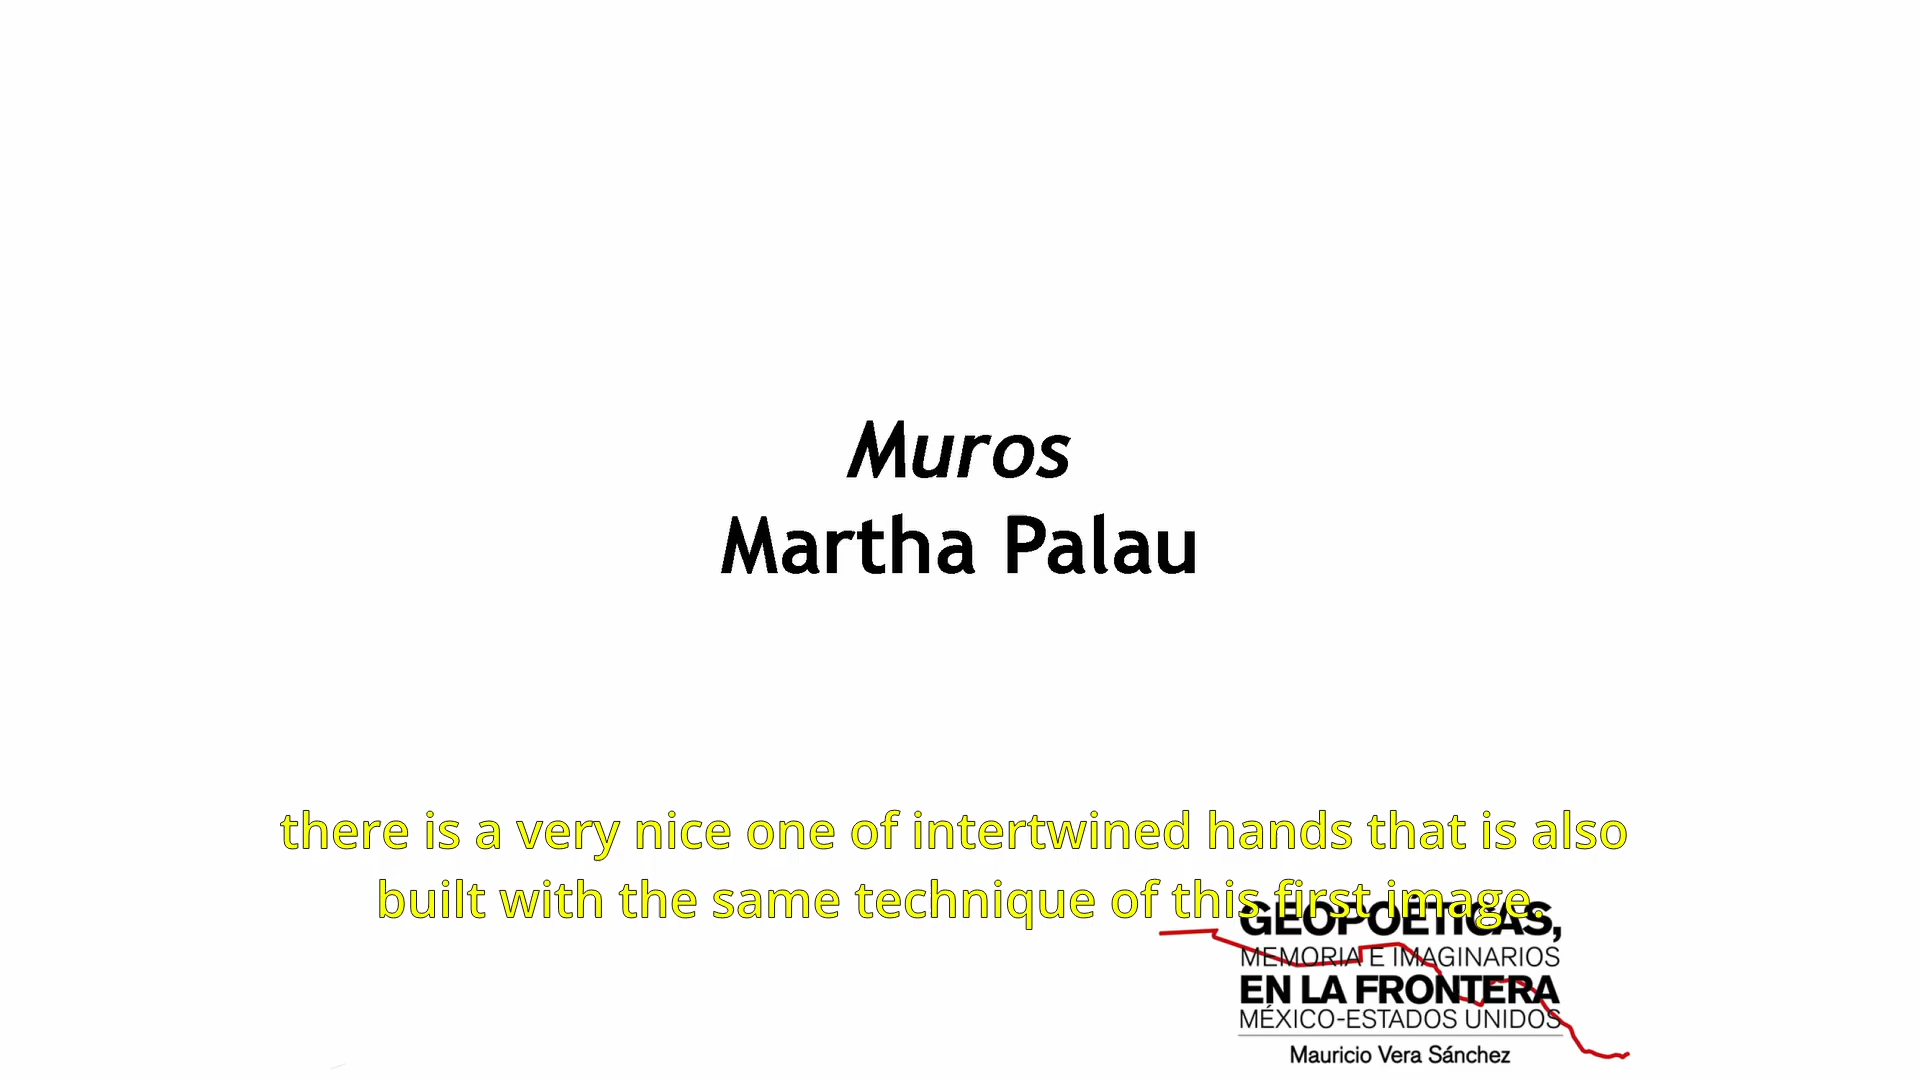 Muros
Martha Palau
there is a very nice one of intertwined hands that is also
built with the same technique of this first image.
GEOPOÉTICAS,
MEMORIA E IMAGINARIOS
EN LA FRONTERA
MÉXICO-ESTADOS UNIDOS
Mauricio Vera Sánchez